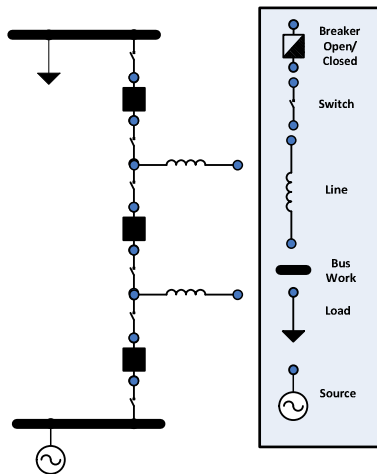 Breaker
Open/
Closed
Switch
Line
Bus
Work
Load
Source